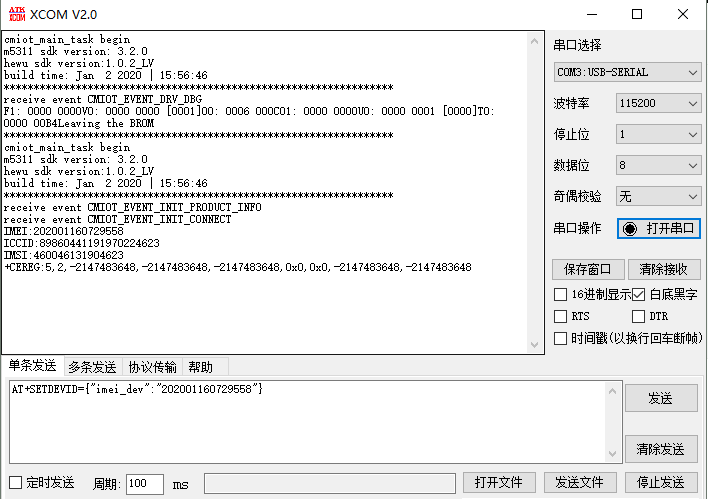 ATK
XCOM
XCOM V2.0
cmiot_main_task begin
m5311 sdk version: 3.2.0
hewu sdk version:1.0.2_LV
build time: Jan  2 2020 | 15:56:46
*****************************************************************
receive event CMIOT_EVENT_DRV_DBG
F1: 0000 0000V0: 0000 0000 [0001]00: 0006 000C01: 0000 0000U0: 0000 0001 [0000]T0:
0000 00B4Leaving the BROM
*****************************************************************
cmiot_main_task begin
m5311 sdk version: 3.2.0
hewu sdk version:1.0.2_LV
build time: Jan  2 2020 | 15:56:46
*****************************************************************
receive event CMIOT_EVENT_INIT_PRODUCT_INFO
receive event CMIOT_EVENT_INIT_CONNECT
IMEI:202001160729558
ICCID:89860441191970224623
IMSI:460046131904623
+CEREG:5,2,-2147483648,-2147483648,-2147483648,0x0,0x0,-2147483648,-2147483648
串口选择
COM3:USB-SERIAL
波特率 115200
停止位 1
数据位 8
奇偶校验 无
串口操作 打开串口
保存窗口 清除接收
16进制显示 白底黑字
RTS DTR
时间戳(以换行回车断帧)
单条发送 多条发送 协议传输 帮助
AT+SETDEVID={"imei_dev":"202001160729558"}
发送
清除发送
定时发送 周期: 100 ms 打开文件 发送文件 停止发送